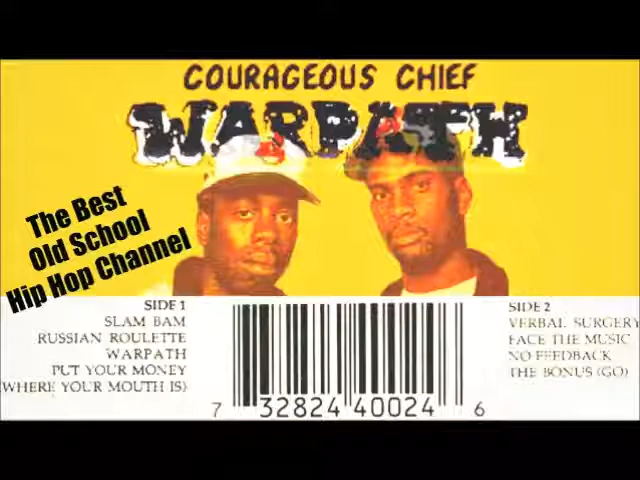 COURAGEOUS CHIEF
WARPATH
The Best
Old School
Hip Hop Channel
SIDE 1
SLAM BAM
RUSSIAN ROULETTE
WARPATH
PUT YOUR MONEY
(WHERE YOUR MOUTH IS)
7 32824 40024 6
SIDE 2
VERBAL SURGERY
FACE THE MUSIC
NO FEEDBACK
THE BONUS (GO)